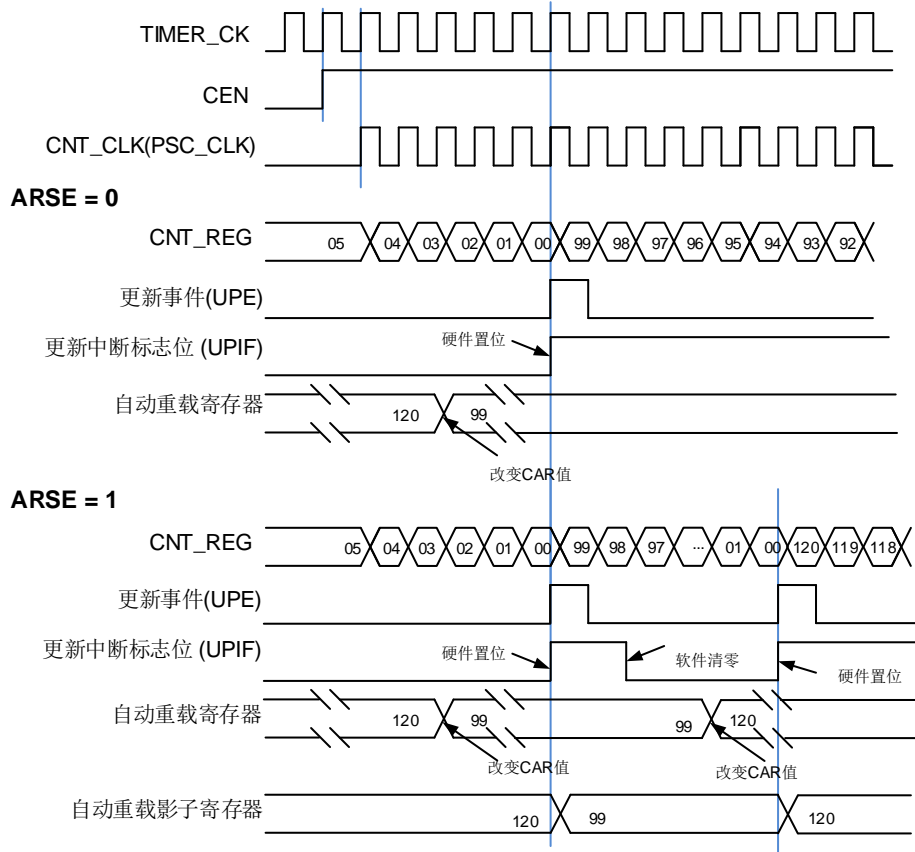 TIMER_CK
CEN
CNT_CLK(PSC_CLK)
ARSE = 0
CNT_REG
05 04 03 02 01 00 99 98 97 96 95 94 93 92
更新事件(UPE)
更新中断标志位 (UPIF)
硬件置位
自动重载寄存器
120 99
改变CAR值
ARSE = 1
CNT_REG
05 04 03 02 01 00 99 98 97 ... 01 00 120 119 118
更新事件(UPE)
更新中断标志位 (UPIF)
硬件置位 软件清零 硬件置位
自动重载寄存器
120 99 99 120
改变CAR值 改变CAR值
自动重载影子寄存器
120 99 120